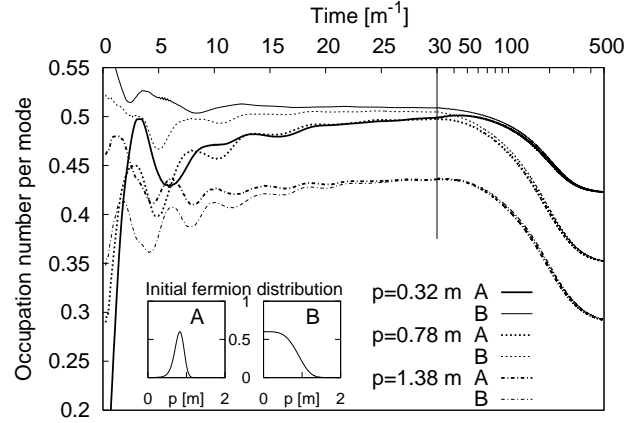 Time [m⁻¹]
0 5 10 15 20 25 30 50 100 500
Occupation number per mode
0.55
0.5
0.45
0.4
0.35
0.3
0.25
0.2
Initial fermion distribution
A
B
1
0.5
0
0 p [m] 2
0 p [m] 2
p=0.32 m A
B
p=0.78 m A
B
p=1.38 m A
B